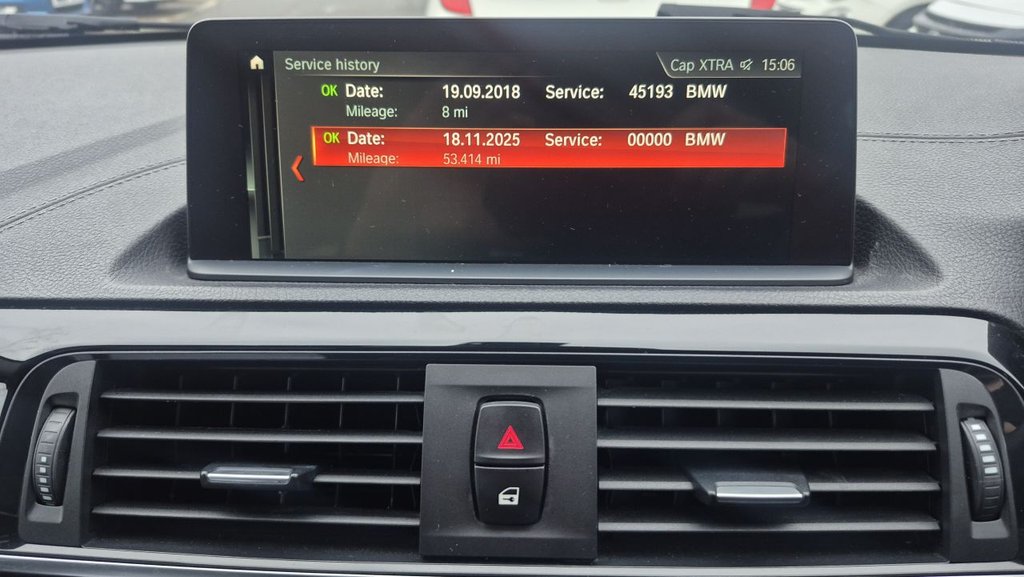 Service history Cap XTRA 15:06
OK Date: 19.09.2018 Service: 45193 BMW
Mileage: 8 mi
OK Date: 18.11.2025 Service: 00000 BMW
Mileage: 53.414 mi